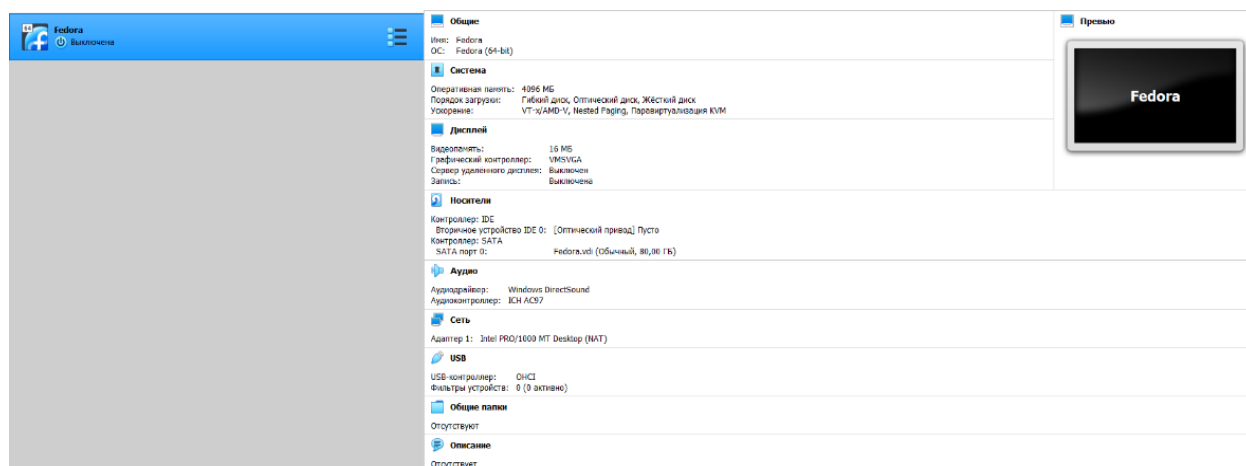 64
Fedora
Выключена
Общие
Имя: Fedora
ОС: Fedora (64-bit)
Система
Оперативная память: 4096 МБ
Порядок загрузки: Гибкий диск, Оптический диск, Жёсткий диск
Ускорение: VT-x/AMD-V, Nested Paging, Паравиртуализация KVM
Дисплей
Видеопамять: 16 МБ
Графический контроллер: VMSVGA
Сервер удалённого дисплея: Выключен
Запись: Выключена
Носители
Контроллер: IDE
Вторичное устройство IDE 0: [Оптический привод] Пусто
Контроллер: SATA
SATA порт 0: Fedora.vdi (Обычный, 80,00 ГБ)
Аудио
Аудиодрайвер: Windows DirectSound
Аудиоконтроллер: ICH AC97
Сеть
Адаптер 1: Intel PRO/1000 MT Desktop (NAT)
USB
USB-контроллер: OHCI
Фильтры устройств: 0 (0 активно)
Общие папки
Отсутствуют
Описание
Отсутствует
Превью
Fedora